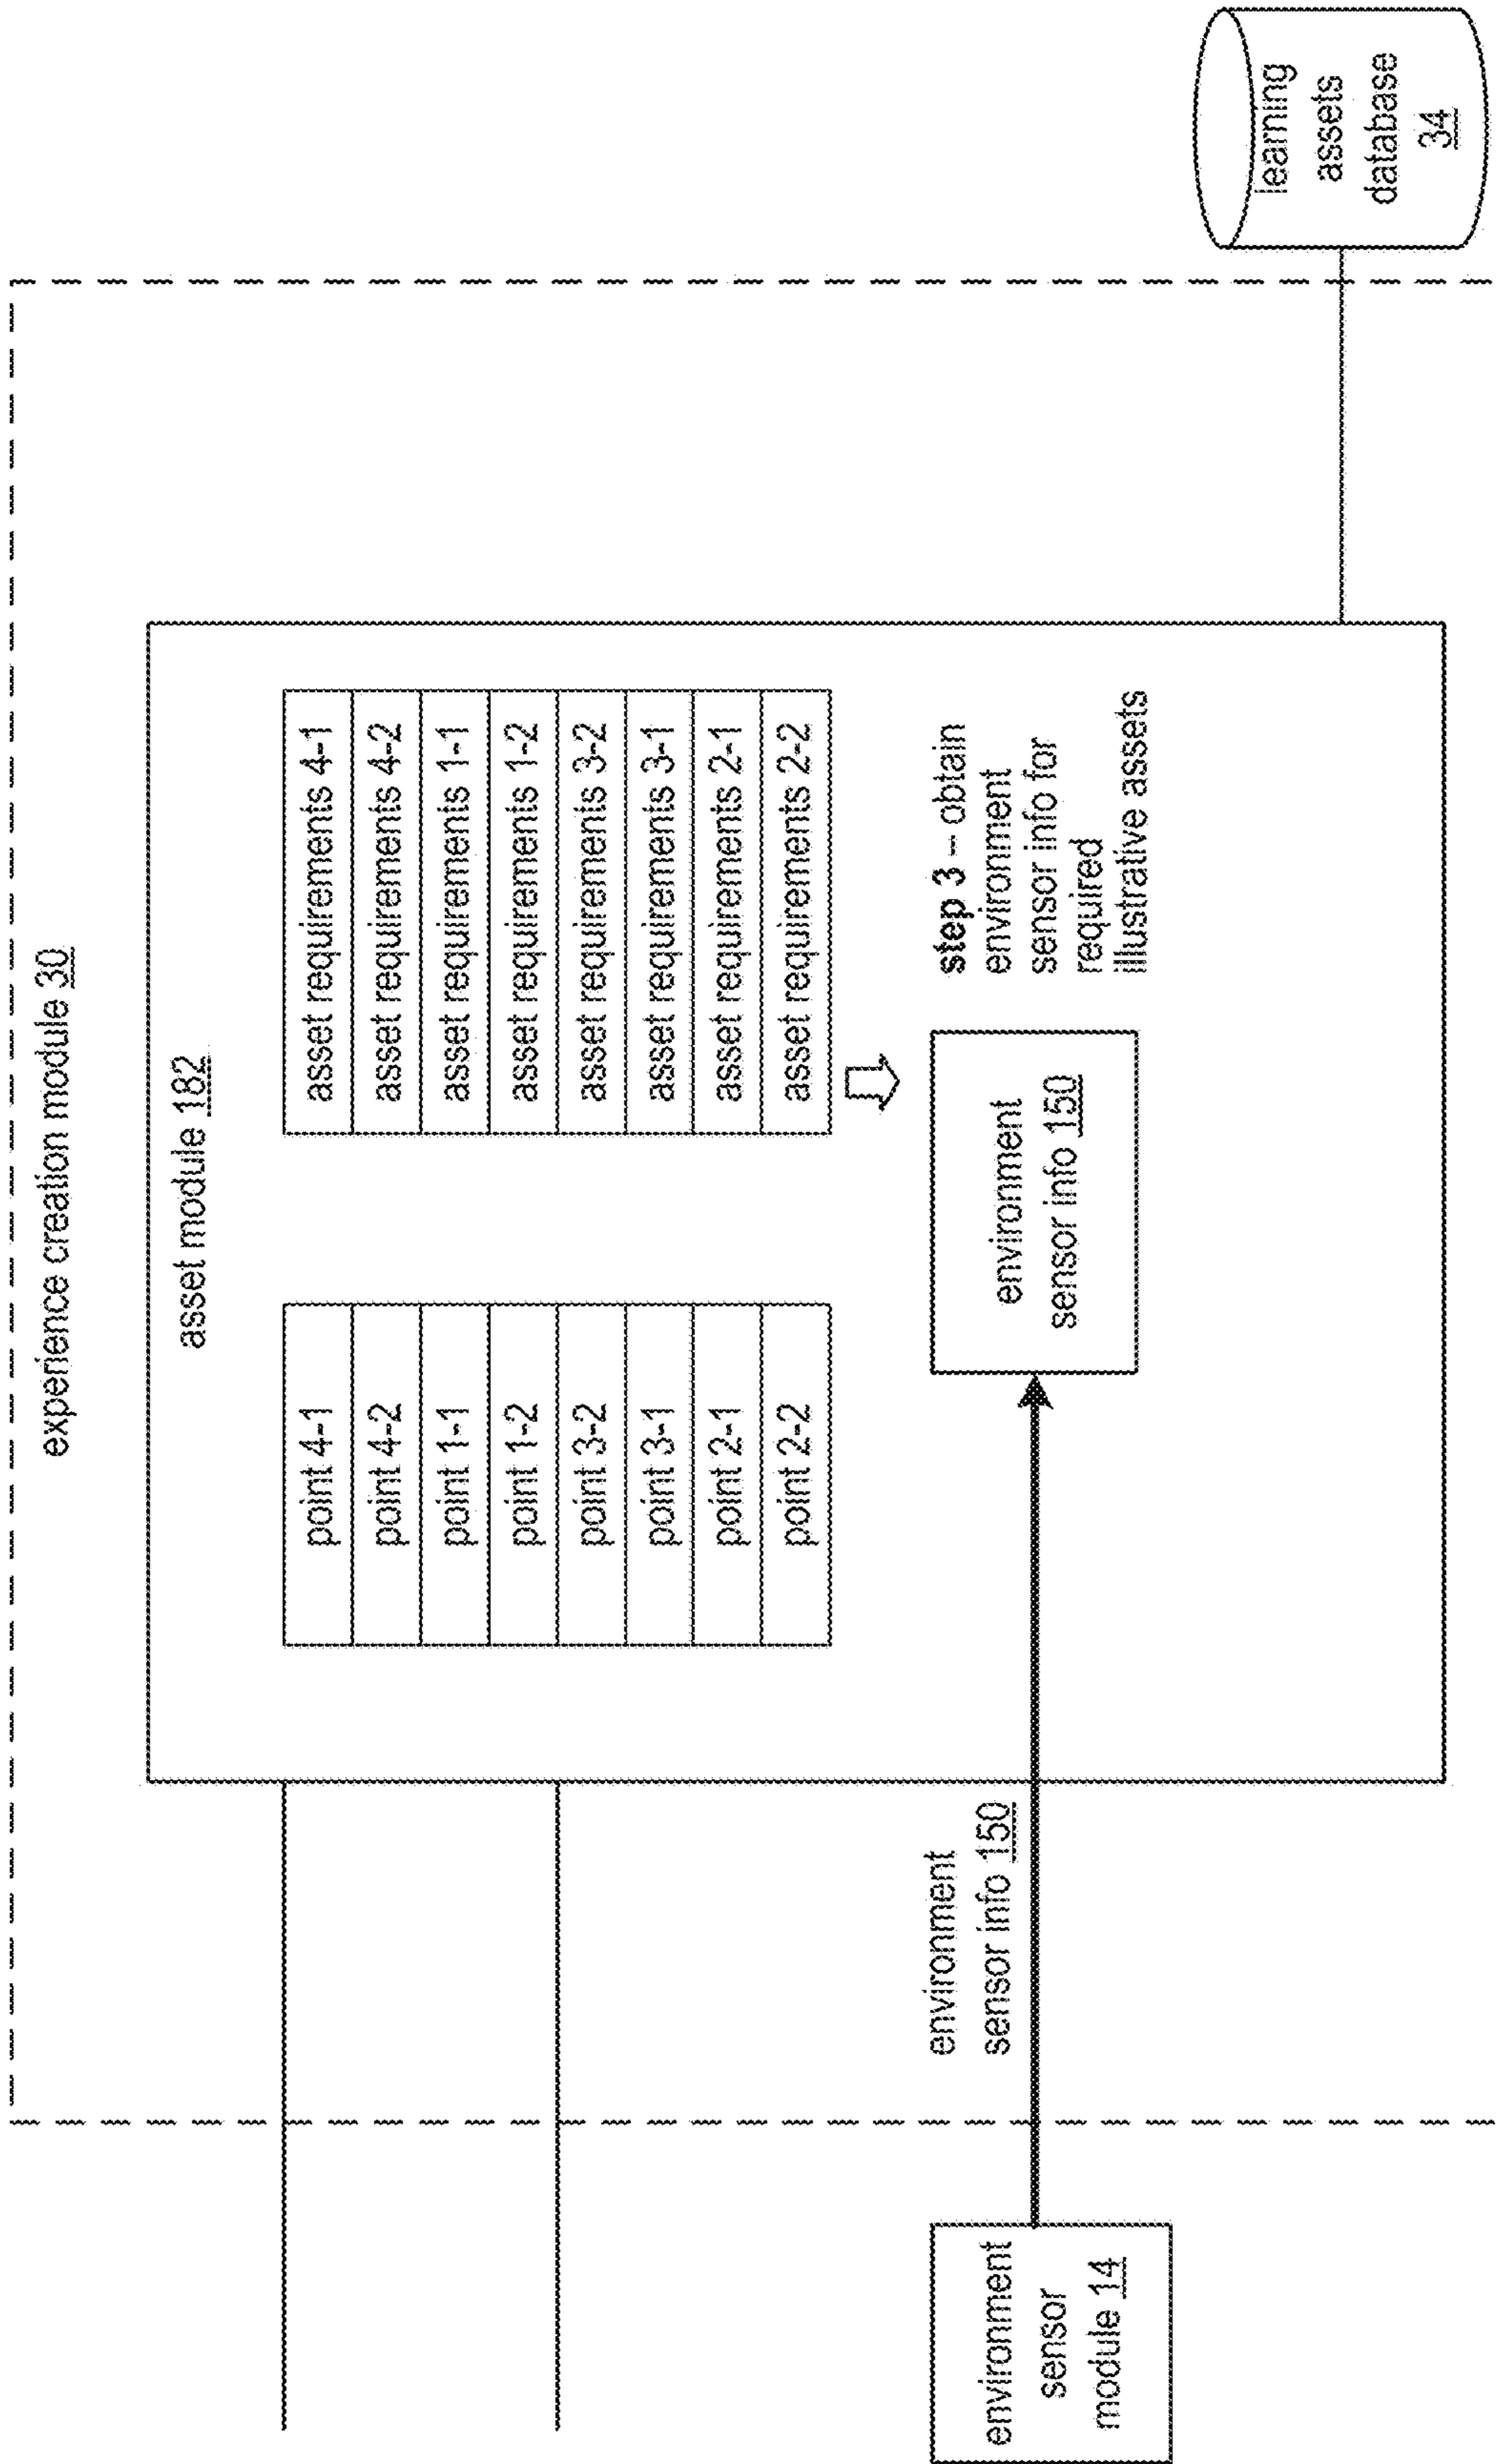 experience creation module 30
asset module 182
point 4-1
point 4-2
point 1-1
point 1-2
point 3-2
point 3-1
point 2-1
point 2-2
asset requirements 4-1
asset requirements 4-2
asset requirements 1-1
asset requirements 1-2
asset requirements 3-2
asset requirements 3-1
asset requirements 2-1
asset requirements 2-2
environment
sensor
module 14
environment
sensor info 150
environment
sensor info 150
step 3 – obtain
environment
sensor info for
required
illustrative assets
learning
assets
database
34